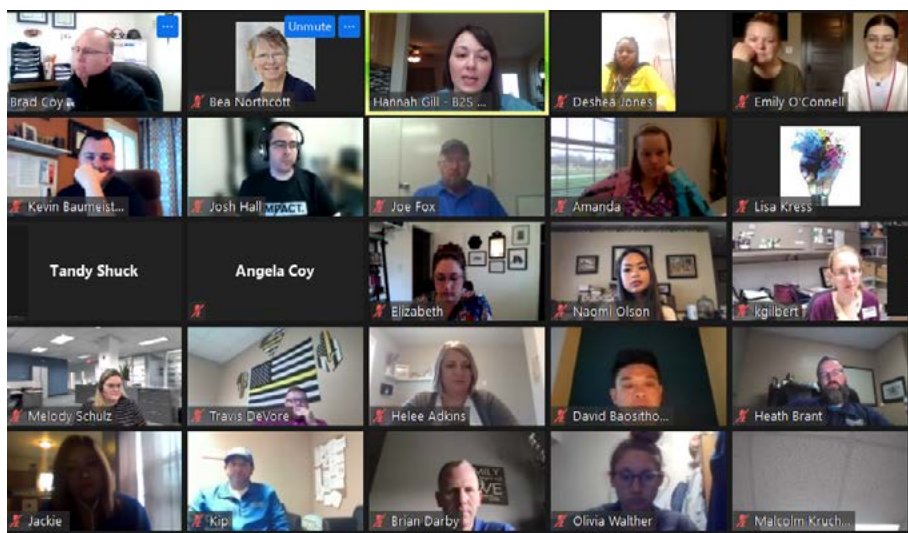 Unmute
Brad Coy
Bea Northcott
Hannah Gill - B2S ...
Deshea Jones
Emily O'Connell
Kevin Baumeist...
MPACT.
Josh Hall
Joe Fox
Amanda
Lisa Kress
Tandy Shuck
Angela Coy
Elizabeth
Naomi Olson
kgilbert
Melody Schulz
Travis DeVore
Helee Adkins
David Baositho...
Heath Brant
Jackie
Kip
Brian Darby
Olivia Walther
Malcolm Kruch...